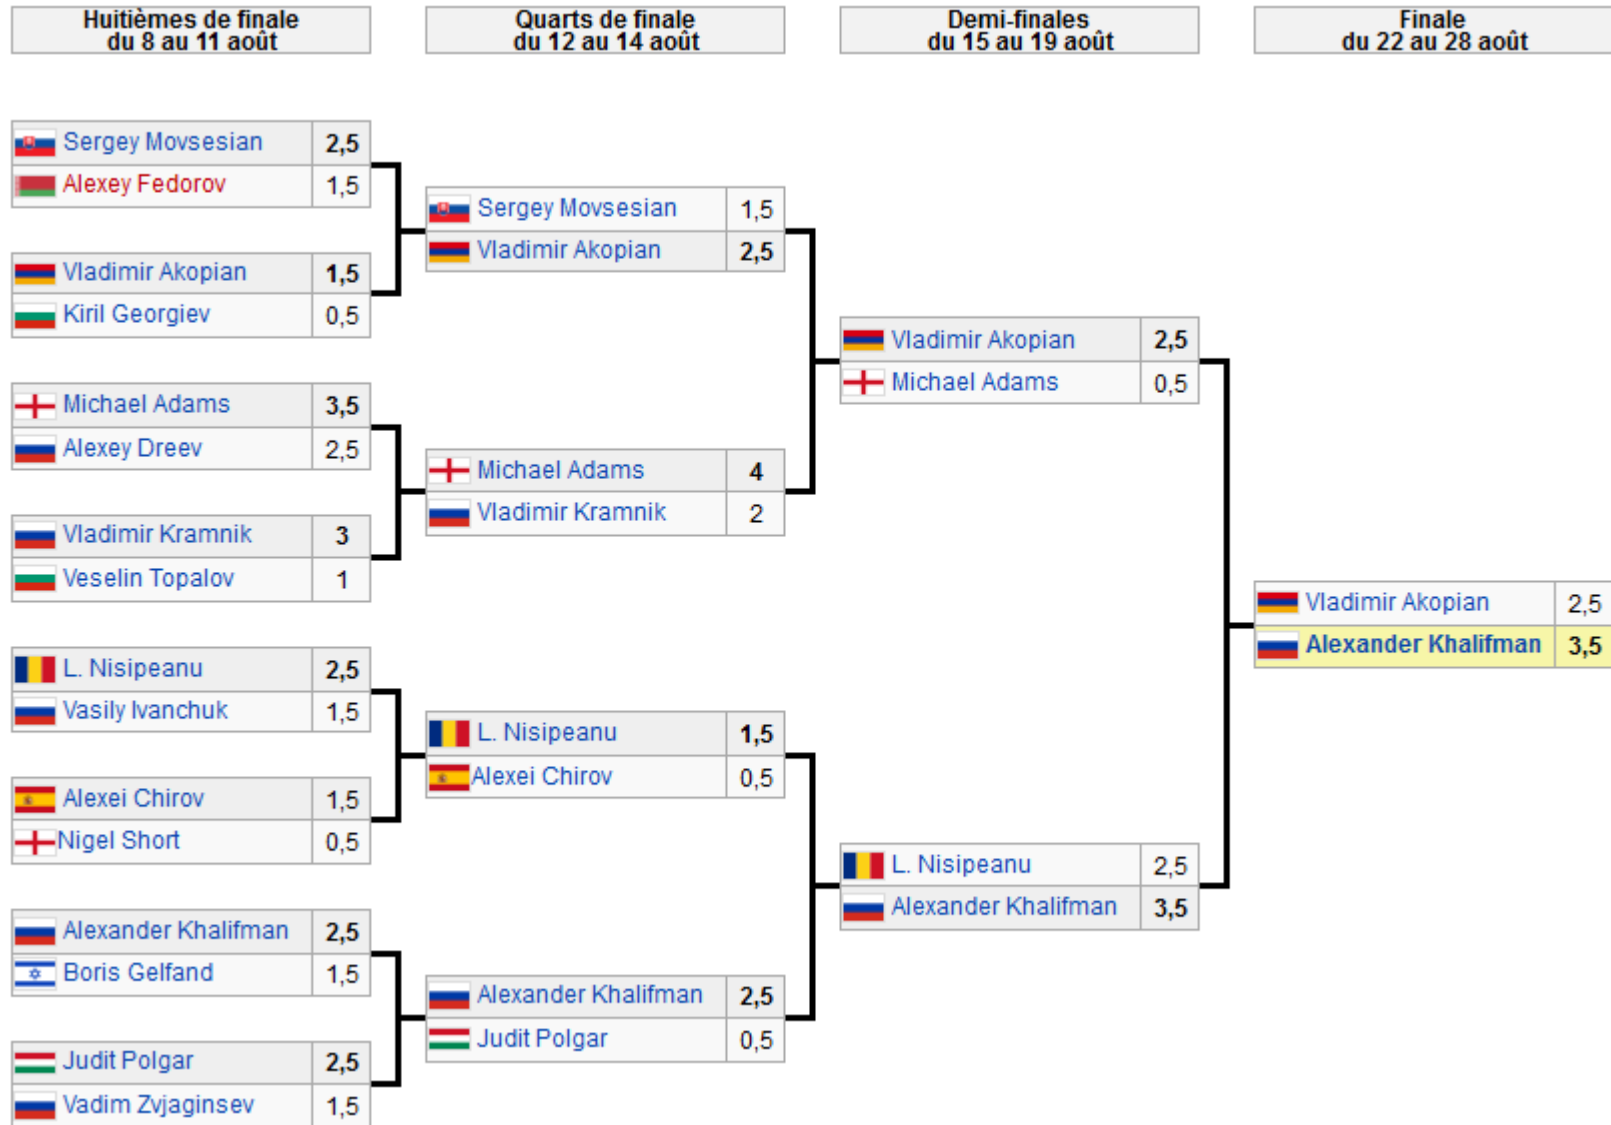 Huitièmes de finale
du 8 au 11 août
Quarts de finale
du 12 au 14 août
Demi-finales
du 15 au 19 août
Finale
du 22 au 28 août
Sergey Movsesian 2,5
Alexey Fedorov 1,5
Vladimir Akopian 1,5
Kiril Georgiev 0,5
Michael Adams 3,5
Alexey Dreev 2,5
Vladimir Kramnik 3
Veselin Topalov 1
L. Nisipeanu 2,5
Vasily Ivanchuk 1,5
Alexei Chirov 1,5
Nigel Short 0,5
Alexander Khalifman 2,5
Boris Gelfand 1,5
Judit Polgar 2,5
Vadim Zvjaginsev 1,5
Sergey Movsesian 1,5
Vladimir Akopian 2,5
Michael Adams 4
Vladimir Kramnik 2
L. Nisipeanu 1,5
Alexei Chirov 0,5
Alexander Khalifman 2,5
Judit Polgar 0,5
Vladimir Akopian 2,5
Michael Adams 0,5
L. Nisipeanu 2,5
Alexander Khalifman 3,5
Vladimir Akopian 2,5
Alexander Khalifman 3,5